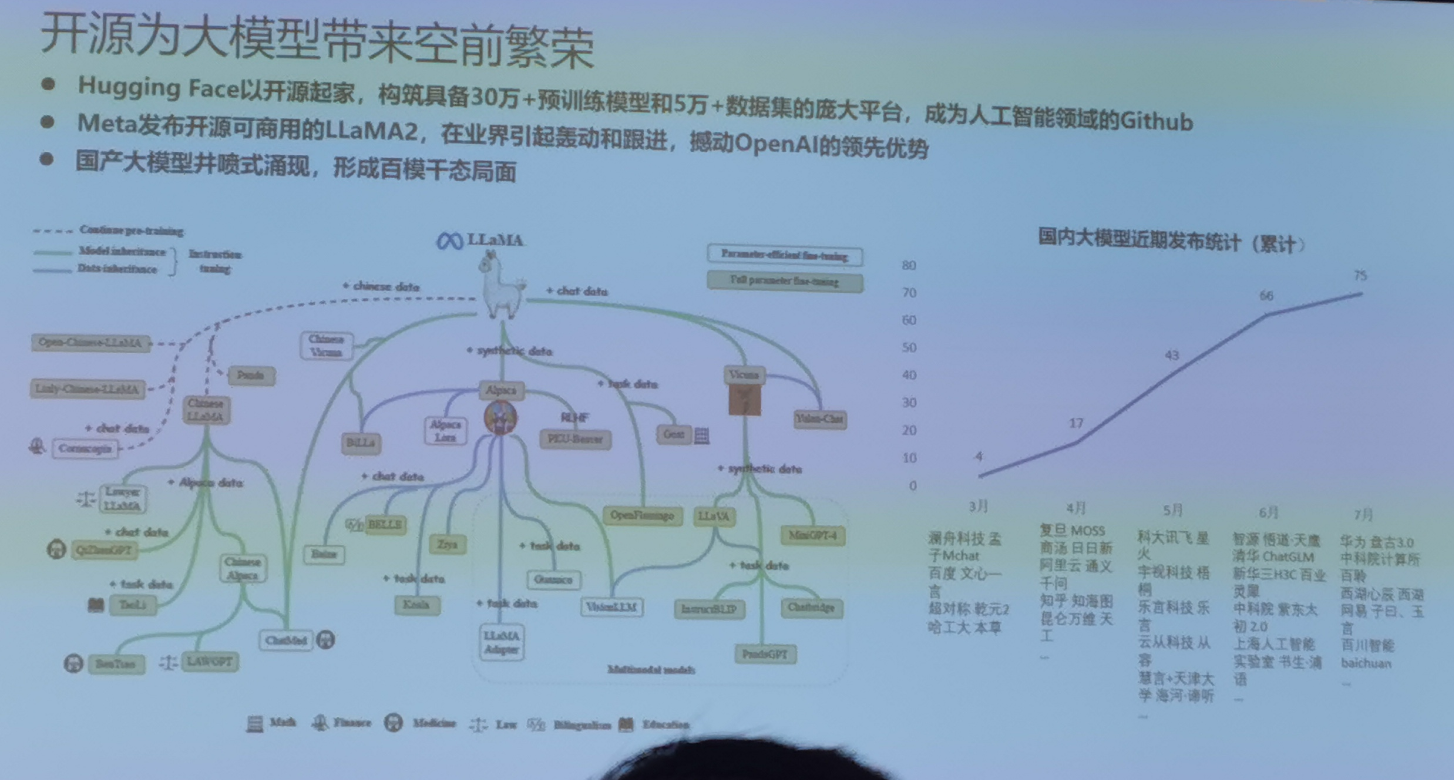 开源为大模型带来空前繁荣
● Hugging Face以开源起家，构筑具备30万+预训练模型和5万+数据集的庞大平台，成为人工智能领域的Github
● Meta发布开源可商用的LLaMA2，在业界引起轰动和跟进，撼动OpenAI的领先优势
● 国产大模型井喷式涌现，形成百模千态局面
Continue pre-training
Model inheritance
Data inheritance
Instruction
tuning
LLaMA
Parameter-efficient fine-tuning
Full parameter fine-tuning
+ chinese data
+ chat data
Open-Chinese-LLaMA
Linly-Chinese-LLaMA
Panda
Chinese
LLaMA
+ chat data
Cornucopia
Chinese
Vicuna
+ synthetic data
Alpaca
+ task data
Vicuna
Yulan-Chat
BiLLa
Alpaca
Lora
RLHF
PKU-Beaver
Goat
+ Alpaca data
Lawyer
LLaMA
+ chat data
QiZhenGPT
+ task data
TaoLi
Chinese
Alpaca
BenTsao
LAWGPT
ChatMed
+ chat data
Baize
BELLE
Ziya
+ task data
Koala
+ synthetic data
OpenFlamingo
LLaVA
MiniGPT-4
+ task data
Guanaco
+ task data
VisionLLM
InstructBLIP
Chatbridge
+ task data
LLaMA
Adapter
PandaGPT
Multimodal models
Math
Finance
Medicine
Law
Bilingualism
Education
国内大模型近期发布统计（累计）
80
70
60
50
40
30
20
10
0
4
17
43
66
75
3月
4月
5月
6月
7月
澜舟科技 孟
子Mchat
百度 文心一
言
超对称 乾元2
哈工大 本草
复旦 MOSS
商汤 日日新
阿里云 通义
千问
知乎 知海图
昆仑万维 天
工
...
科大讯飞 星
火
宇视科技 梧
桐
乐言科技 乐
言
云从科技 从
容
慧言+天津大
学 海河·谛听
...
智源 悟道·天鹰
清华 ChatGLM
新华三H3C 百业
灵犀
中科院 紫东太
初 2.0
上海人工智能
实验室 书生·浦
语
...
华为 盘古3.0
中科院计算所
百聆
西湖心辰 西湖
网易 子曰、玉
言
百川智能
baichuan
...